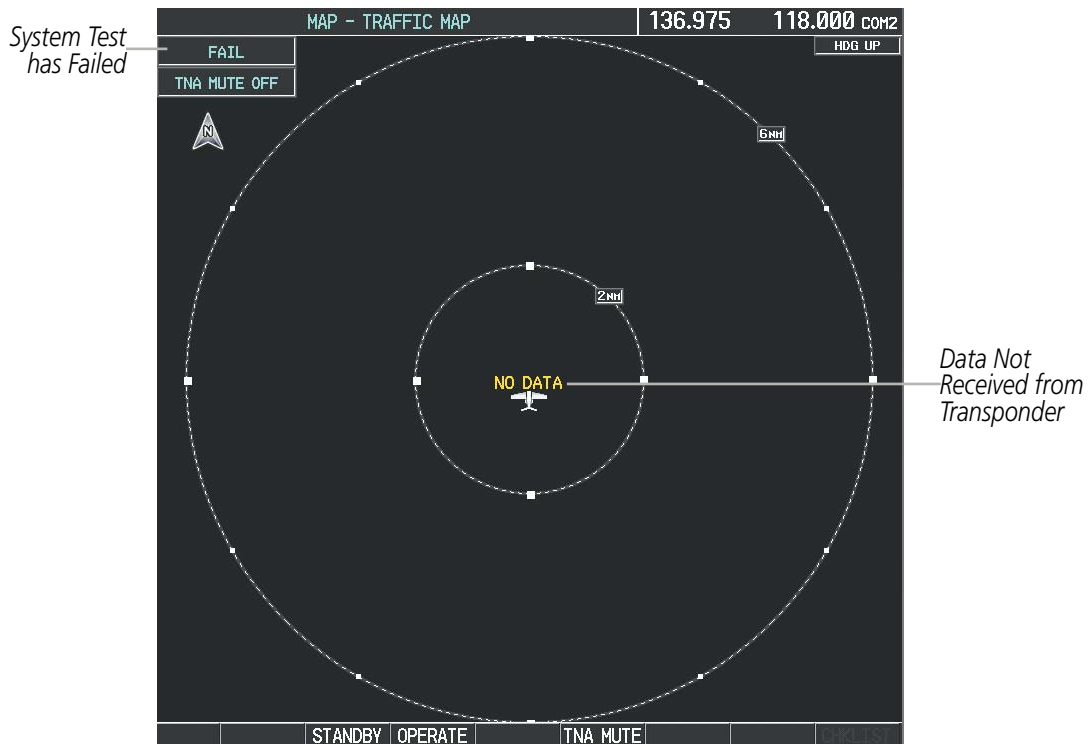 MAP - TRAFFIC MAP
136.975 118.000 COM2
System Test
has Failed
FAIL
HDG UP
TNA MUTE OFF
N
6NM
2NM
NO DATA
Data Not
Received from
Transponder
STANDBY OPERATE TNA MUTE CHKLIST